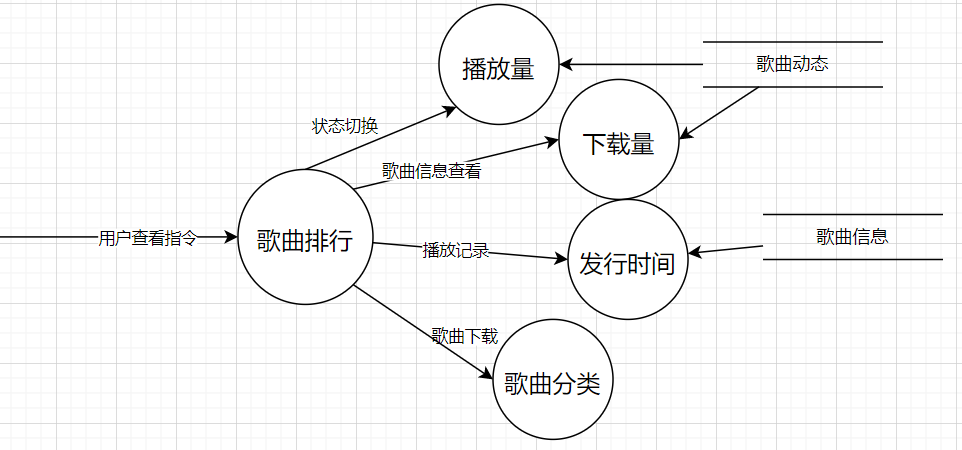 播放量
歌曲动态
状态切换
下载量
歌曲信息查看
用户查看指令
歌曲排行
播放记录
发行时间
歌曲信息
歌曲下载
歌曲分类